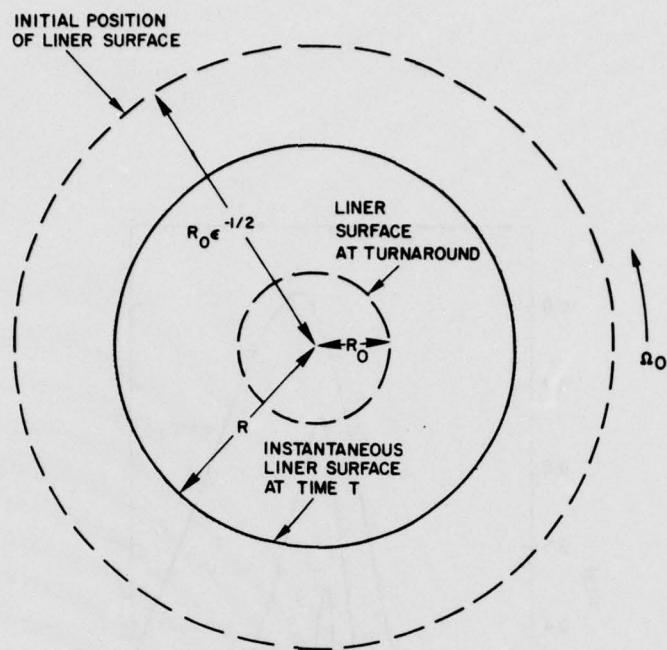 INITIAL POSITION
OF LINER SURFACE
R₀ε⁻¹/²
LINER
SURFACE
AT TURNAROUND
Ω₀
R₀
R
INSTANTANEOUS
LINER SURFACE
AT TIME T